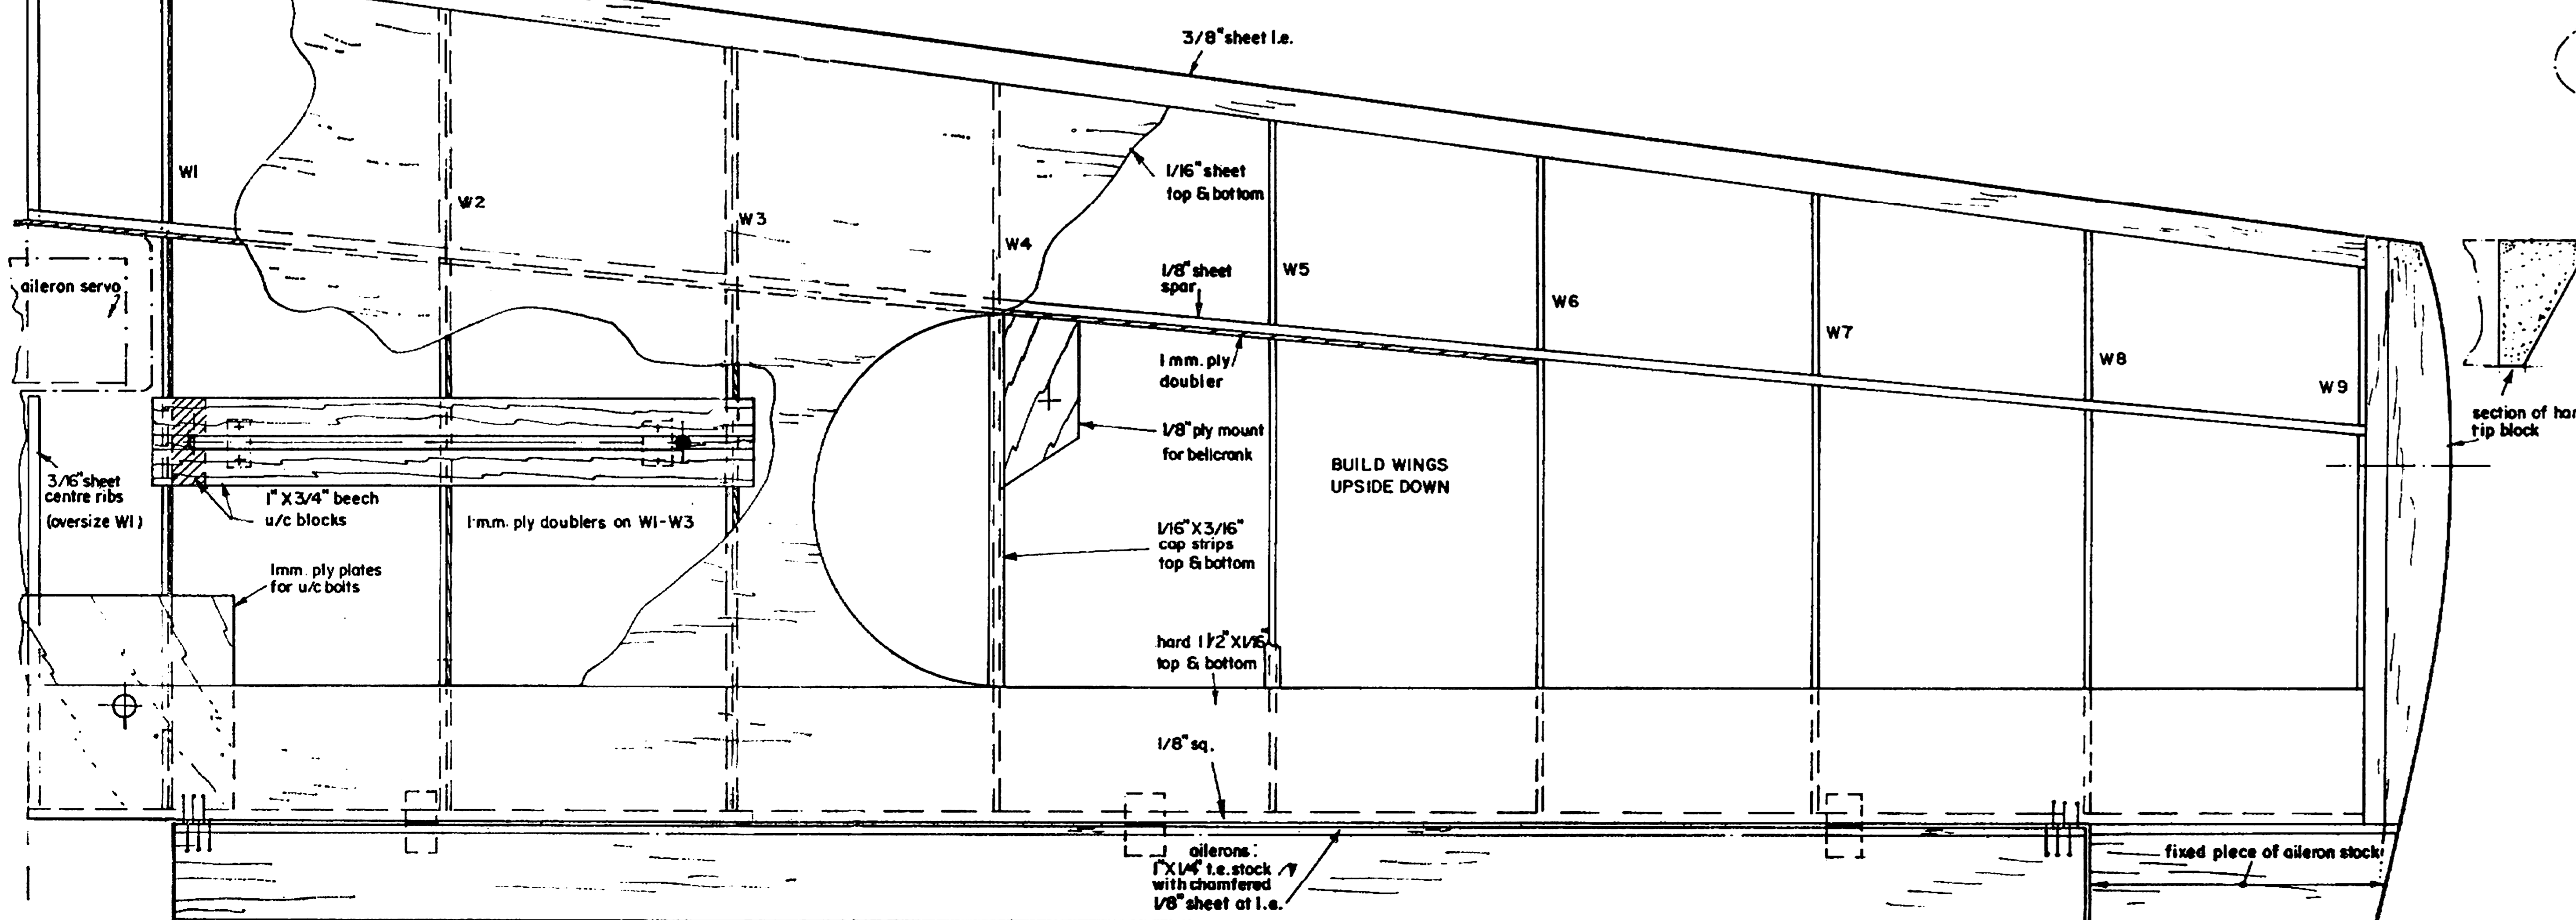 3/8" sheet l.e.
W1
W2
W3
W4
W5
W6
W7
W8
W9
1/16" sheet
top & bottom
1/8" sheet
spar
1 mm. ply
doubler
aileron servo
1/8" ply mount
for bellcrank
BUILD WINGS
UPSIDE DOWN
section of har
tip block
3/16" sheet
centre ribs
(oversize W1)
1" X 3/4" beech
u/c blocks
1 mm. ply doublers on W1-W3
1mm. ply plates
for u/c bolts
1/16" X 3/16"
cap strips
top & bottom
hard 1 1/2" X 1/16"
top & bottom
1/8" sq.
ailerons:
1" X 1/4" t.e. stock
with chamfered
1/8" sheet at l.e.
fixed piece of aileron stock